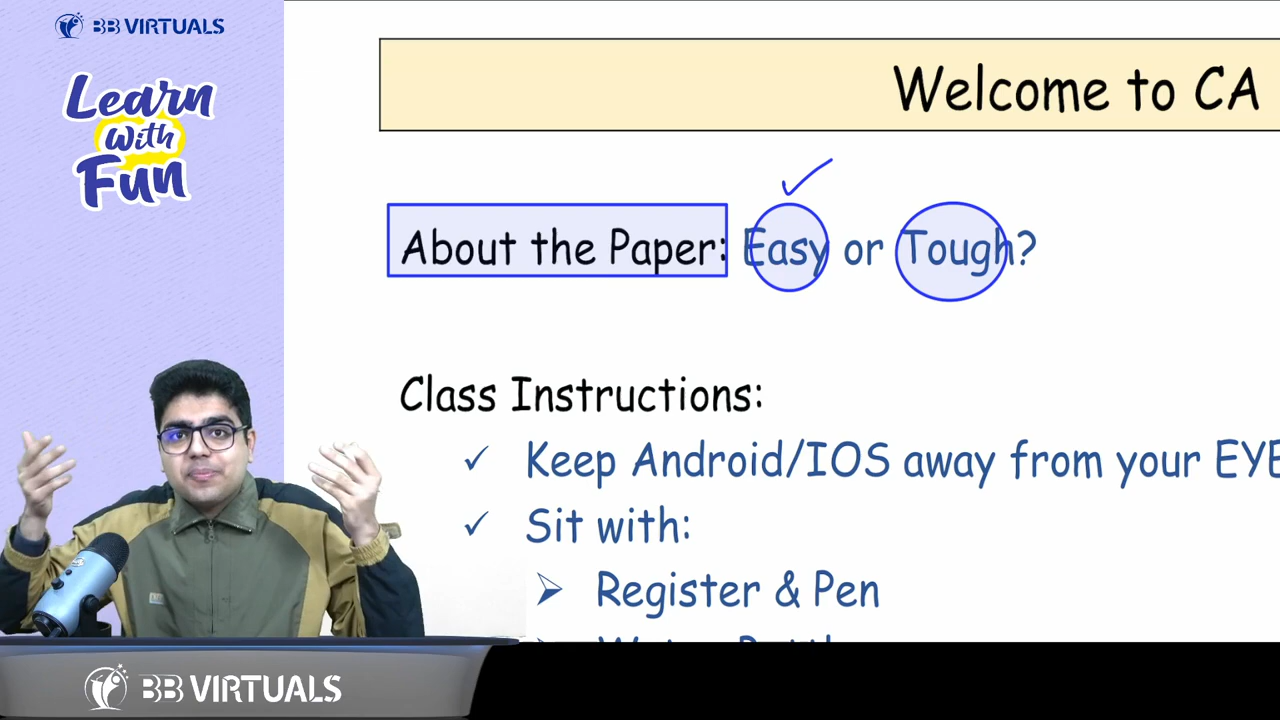 BB VIRTUALS
Learn
with
Fun
Welcome to CA
About the Paper: Easy or Tough?
Class Instructions:
✓ Keep Android/IOS away from your EYE
✓ Sit with:
➢ Register & Pen
BB VIRTUALS